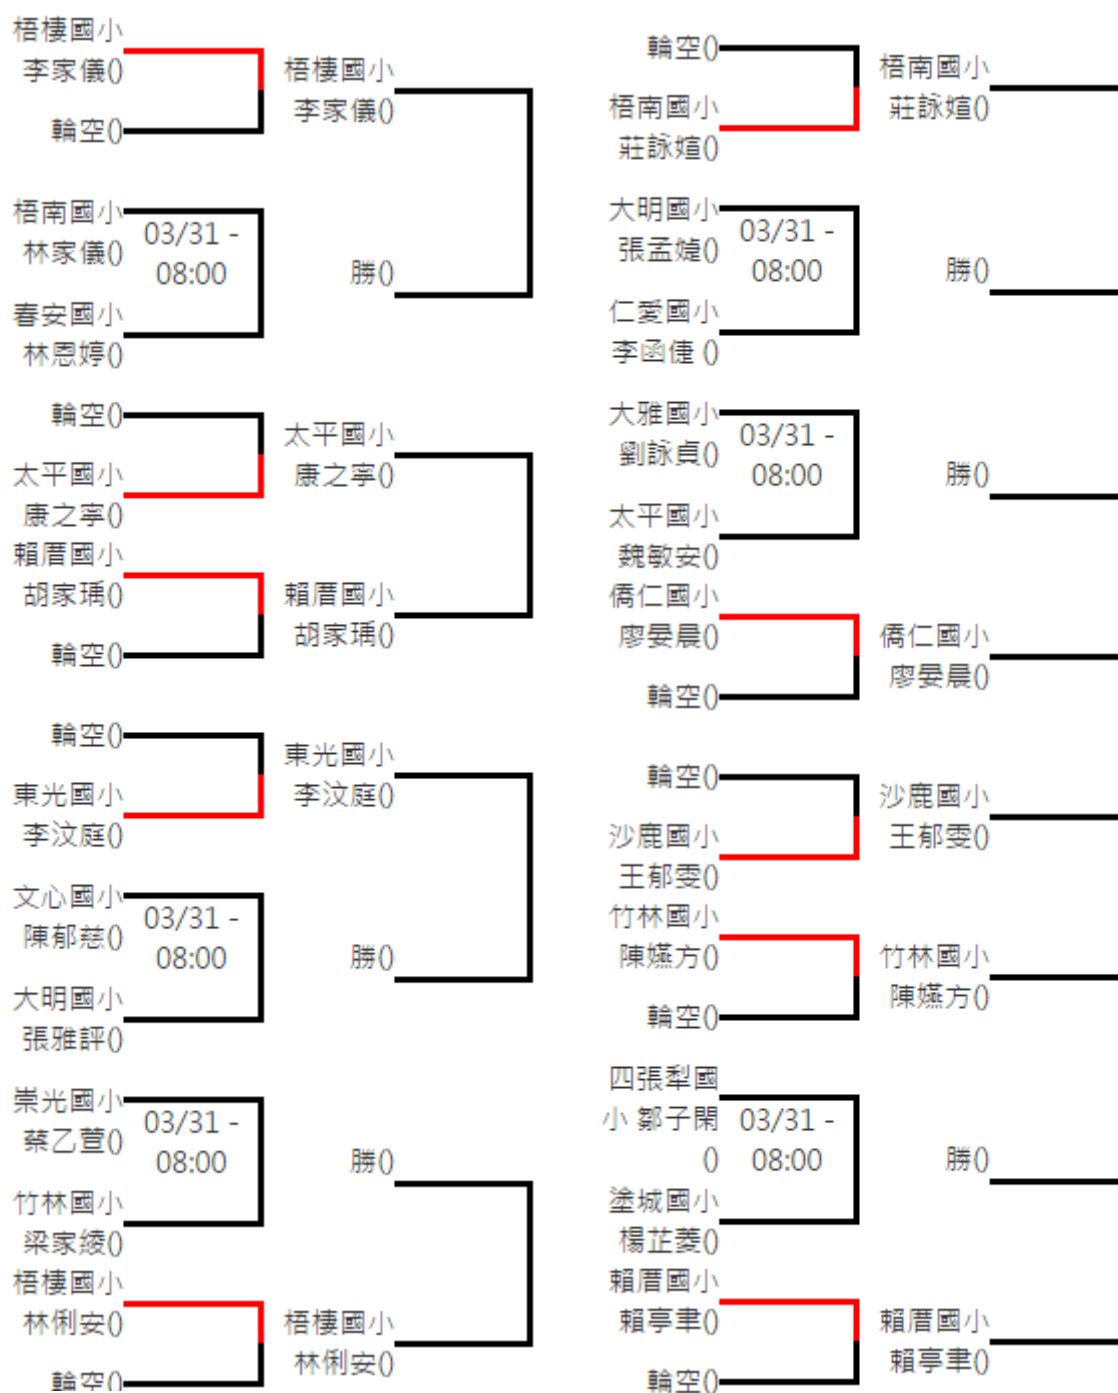 梧棲國小
李家儀()
輪空()
梧棲國小
李家儀()
梧南國小
林家儀()
03/31 -
08:00
春安國小
林恩婷()
勝()
輪空()
太平國小
康之寧()
太平國小
康之寧()
賴厝國小
胡家瑀()
輪空()
賴厝國小
胡家瑀()
輪空()
東光國小
李汶庭()
東光國小
李汶庭()
文心國小
陳郁慈()
03/31 -
08:00
大明國小
張雅評()
勝()
崇光國小
蔡乙萱()
03/31 -
08:00
竹林國小
梁家綾()
勝()
梧棲國小
林俐安()
輪空()
梧棲國小
林俐安()
輪空()
梧南國小
莊詠媗()
梧南國小
莊詠媗()
大明國小
張孟婕()
03/31 -
08:00
仁愛國小
李函倢 ()
勝()
大雅國小
劉詠貞()
03/31 -
08:00
太平國小
魏敏安()
勝()
僑仁國小
廖晏晨()
輪空()
僑仁國小
廖晏晨()
輪空()
沙鹿國小
王郁雯()
沙鹿國小
王郁雯()
竹林國小
陳嬿方()
輪空()
竹林國小
陳嬿方()
四張犁國
小 鄒子閑
()
03/31 -
08:00
塗城國小
楊芷菱()
勝()
賴厝國小
賴亭聿()
輪空()
賴厝國小
賴亭聿()